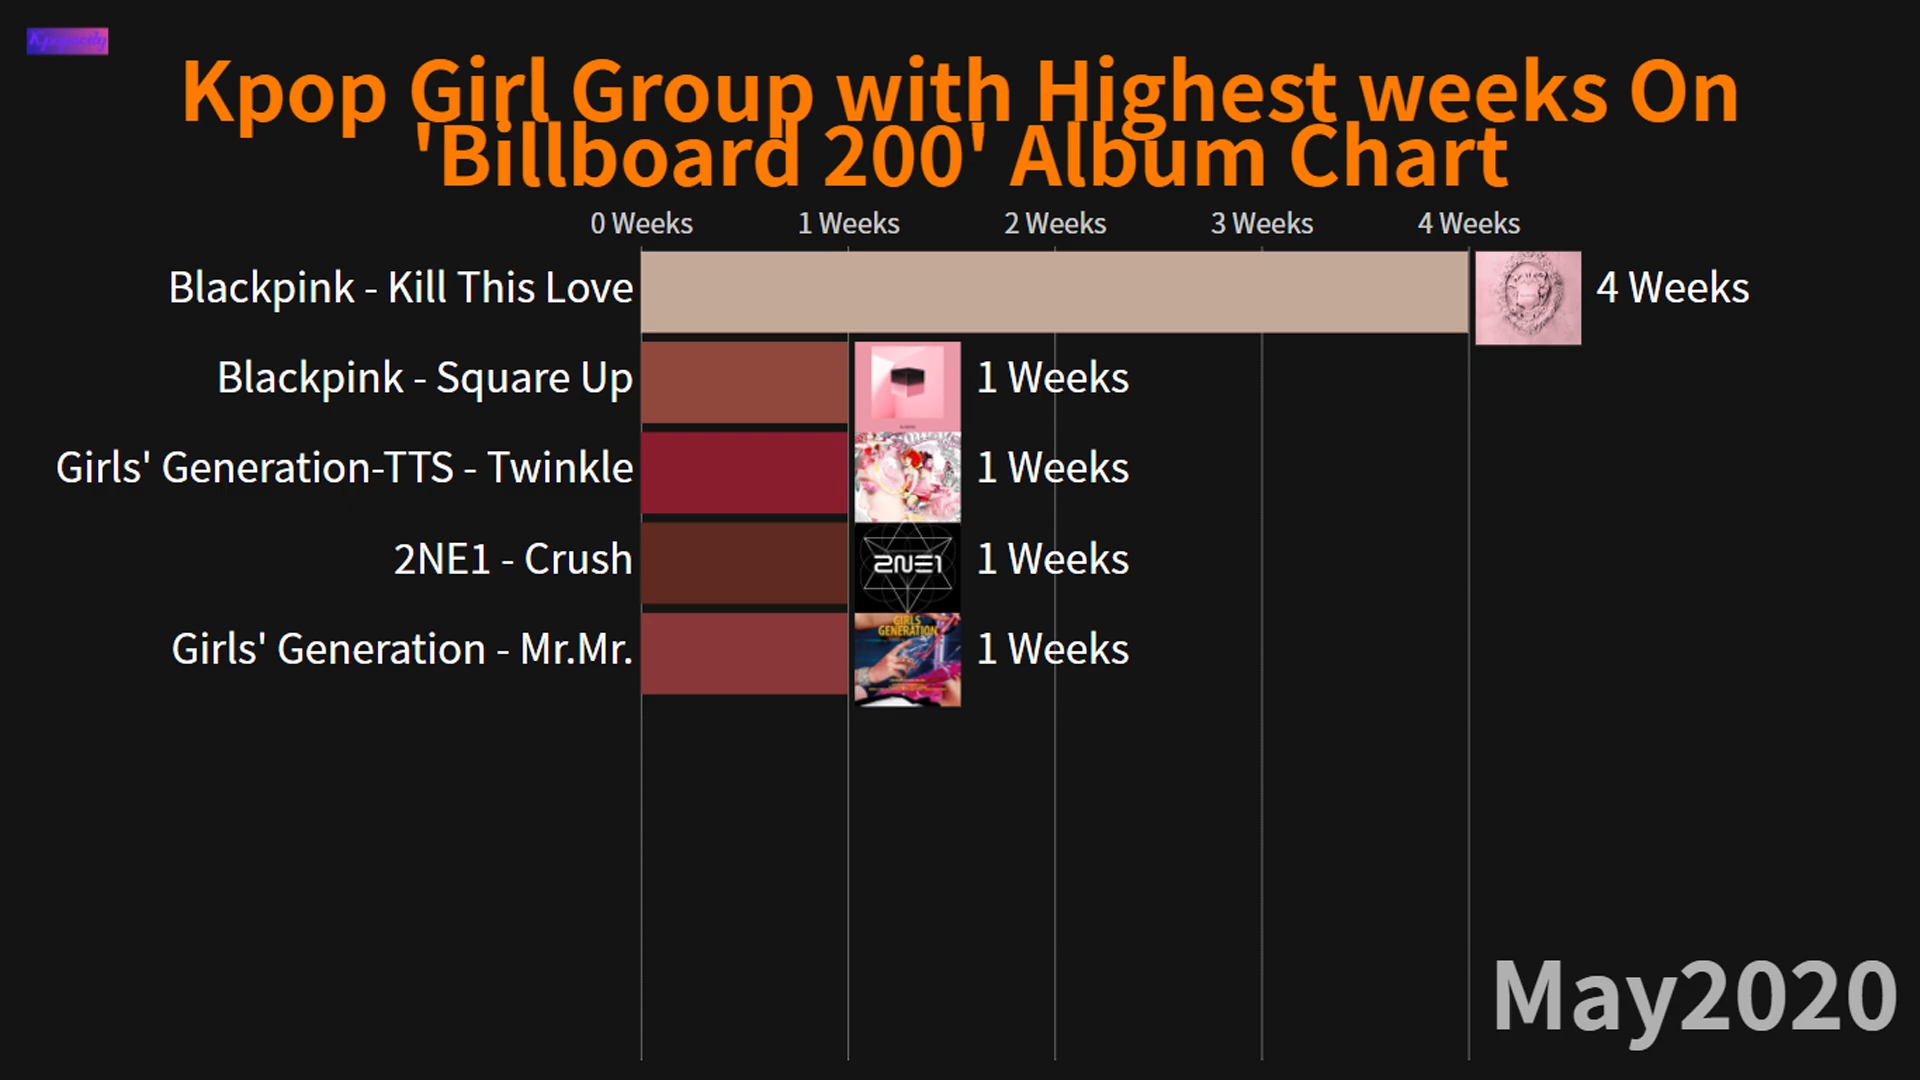 Kpop Girl Group with Highest weeks On
'Billboard 200' Album Chart
0 Weeks 1 Weeks 2 Weeks 3 Weeks 4 Weeks
Blackpink - Kill This Love 4 Weeks
Blackpink - Square Up 1 Weeks
Girls' Generation-TTS - Twinkle 1 Weeks
2NE1 - Crush 2NE1 1 Weeks
Girls' Generation - Mr.Mr. 1 Weeks
GIRLS
GENERATION
May2020